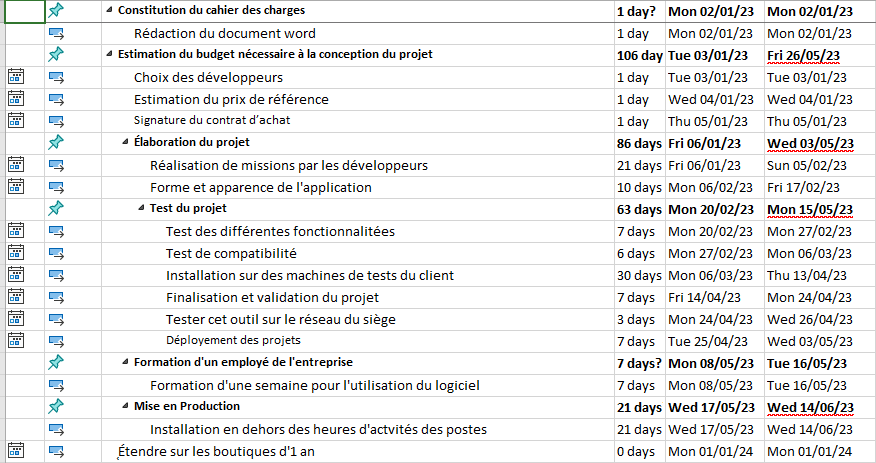 Constitution du cahier des charges 1 day? Mon 02/01/23 Mon 02/01/23
Rédaction du document word 1 day Mon 02/01/23 Mon 02/01/23
Estimation du budget nécessaire à la conception du projet 106 day Tue 03/01/23 Fri 26/05/23
Choix des développeurs 1 day Tue 03/01/23 Tue 03/01/23
Estimation du prix de référence 1 day Wed 04/01/23 Wed 04/01/23
Signature du contrat d’achat 1 day Thu 05/01/23 Thu 05/01/23
Élaboration du projet 86 days Fri 06/01/23 Wed 03/05/23
Réalisation de missions par les développeurs 21 days Fri 06/01/23 Sun 05/02/23
Forme et apparence de l'application 10 days Mon 06/02/23 Fri 17/02/23
Test du projet 63 days Mon 20/02/23 Mon 15/05/23
Test des différentes fonctionnalitées 7 days Mon 20/02/23 Mon 27/02/23
Test de compatibilité 6 days Mon 27/02/23 Mon 06/03/23
Installation sur des machines de tests du client 30 days Mon 06/03/23 Thu 13/04/23
Finalisation et validation du projet 7 days Fri 14/04/23 Mon 24/04/23
Tester cet outil sur le réseau du siège 3 days Mon 24/04/23 Wed 26/04/23
Déployement des projets 7 days Tue 25/04/23 Wed 03/05/23
Formation d'un employé de l'entreprise 7 days? Mon 08/05/23 Tue 16/05/23
Formation d'une semaine pour l'utilisation du logiciel 7 days Mon 08/05/23 Tue 16/05/23
Mise en Production 21 days Wed 17/05/23 Wed 14/06/23
Installation en dehors des heures d'actvités des postes 21 days Wed 17/05/23 Wed 14/06/23
Étendre sur les boutiques d'1 an 0 days Mon 01/01/24 Mon 01/01/24